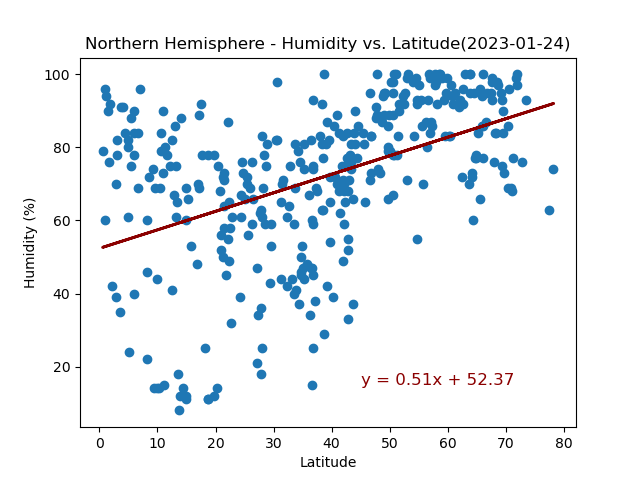 Northern Hemisphere - Humidity vs. Latitude(2023-01-24)
100
80
60
40
20
Humidity (%)
y = 0.51x + 52.37
0 10 20 30 40 50 60 70 80
Latitude